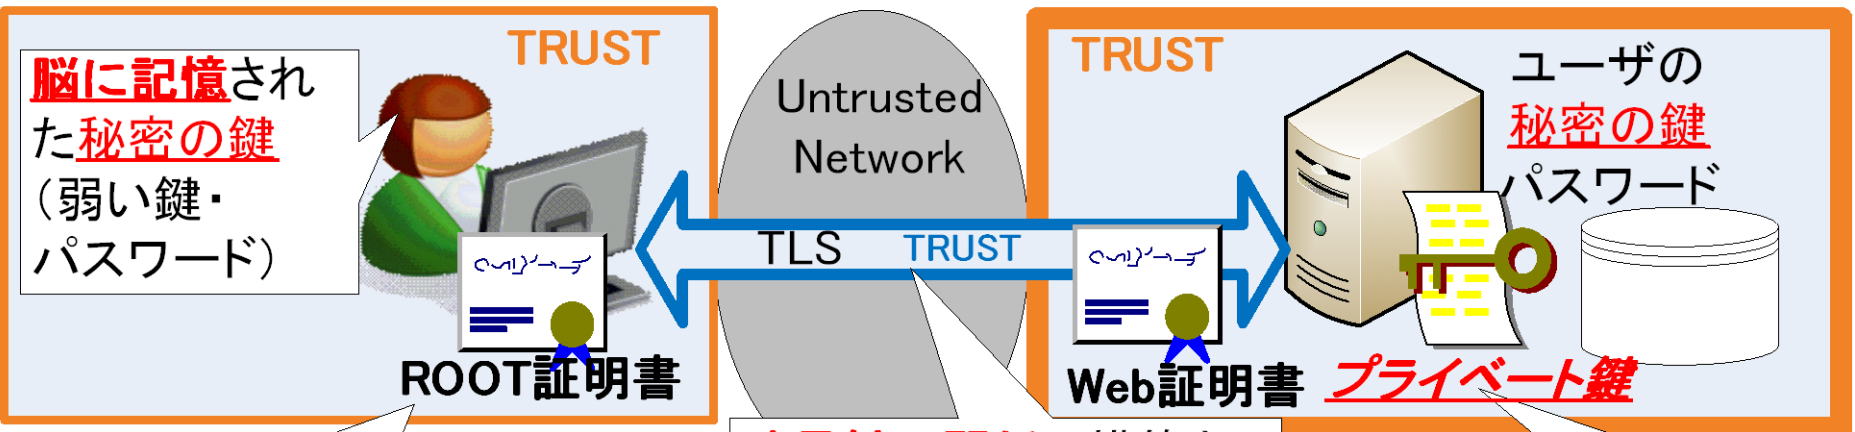 TRUST
脳に記憶され
た秘密の鍵
(弱い鍵・
パスワード)
ROOT証明書
Untrusted
Network
TLS TRUST
TRUST
ユーザの
秘密の鍵
パスワード
Web証明書
プライベート鍵